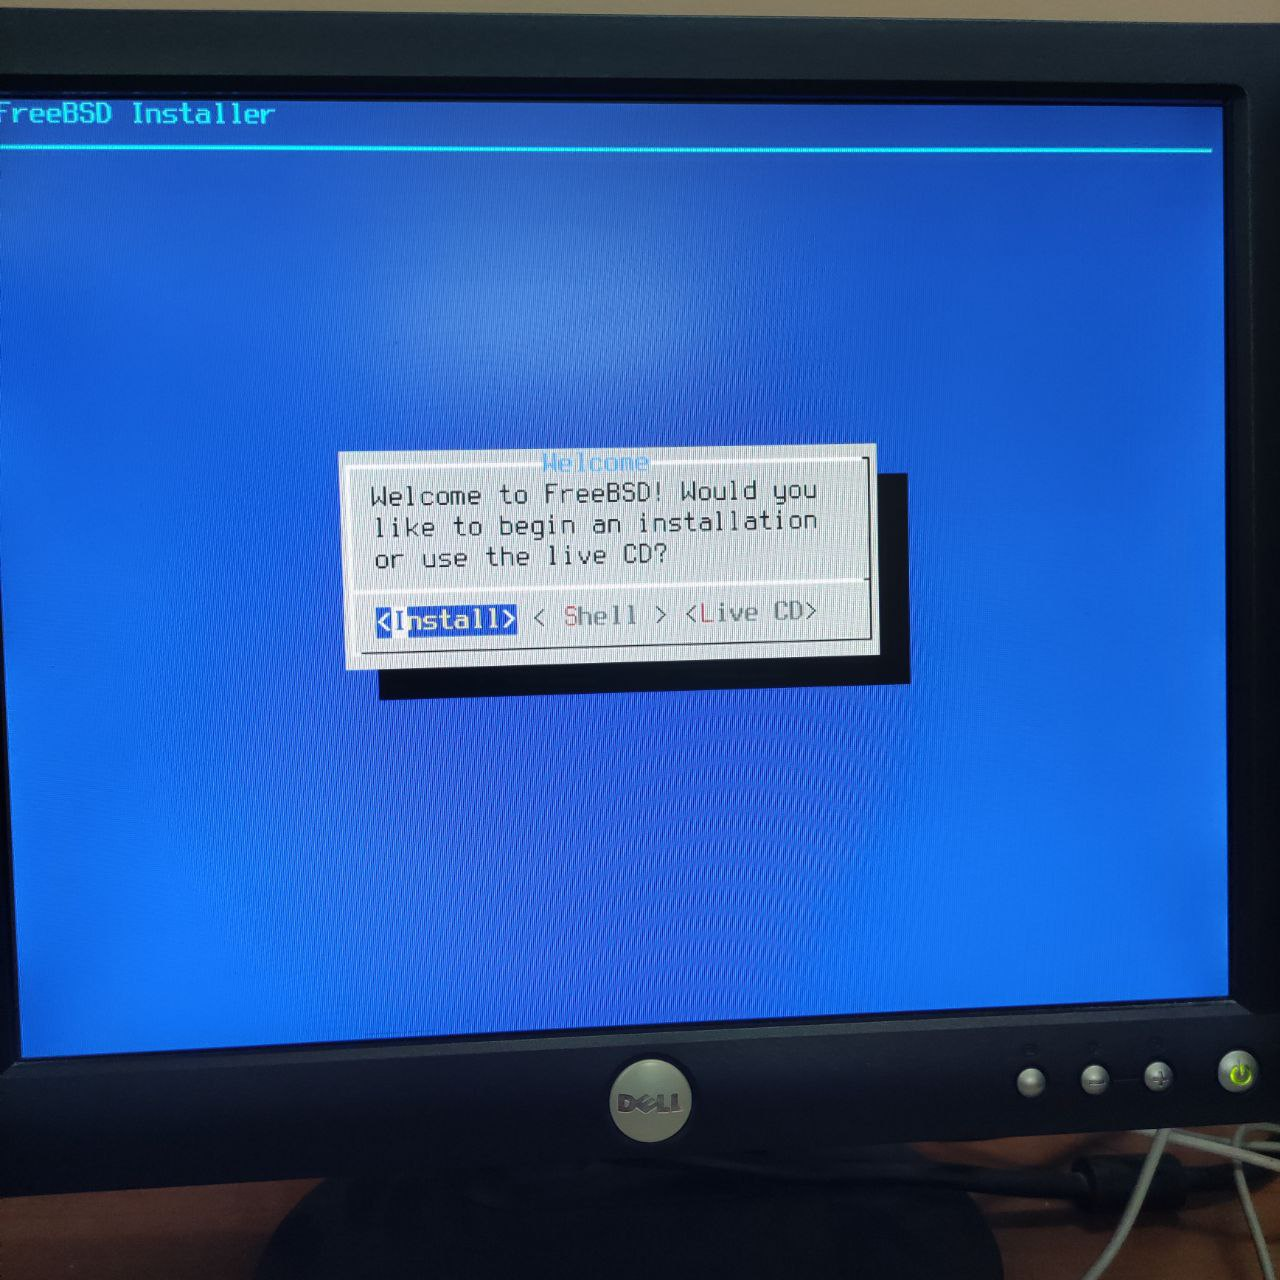 FreeBSD Installer
Welcome
Welcome to FreeBSD! Would you
like to begin an installation
or use the live CD?
<Install> < Shell > <Live CD>
DELL